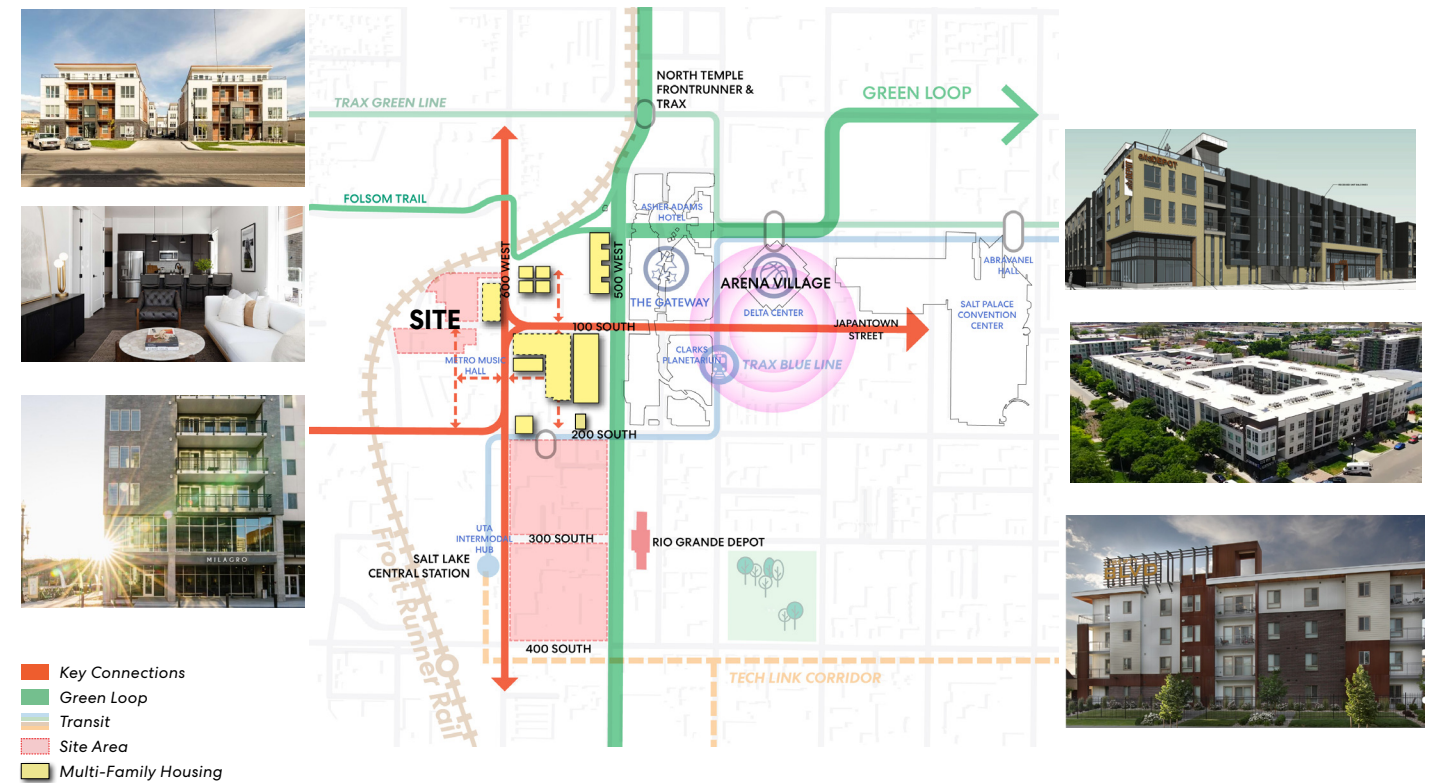 NORTH TEMPLE
FRONTRUNNER &
TRAX
GREEN LOOP
TRAX GREEN LINE
FOLSOM TRAIL
ASHER ADAMS
HOTEL
600 WEST
500 WEST
THE GATEWAY
ARENA VILLAGE
DELTA CENTER
ABRAVANEL
HALL
SALT PALACE
CONVENTION
CENTER
SITE
100 SOUTH
JAPANTOWN
STREET
METRO MUSIC
HALL
CLARKS
PLANETARIUM
TRAX BLUE LINE
200 SOUTH
UTA
INTERMODAL
HUB
300 SOUTH
RIO GRANDE DEPOT
SALT LAKE
CENTRAL STATION
Front Runner Rail
400 SOUTH
TECH LINK CORRIDOR
MILAGRO
Key Connections
Green Loop
Transit
Site Area
Multi-Family Housing